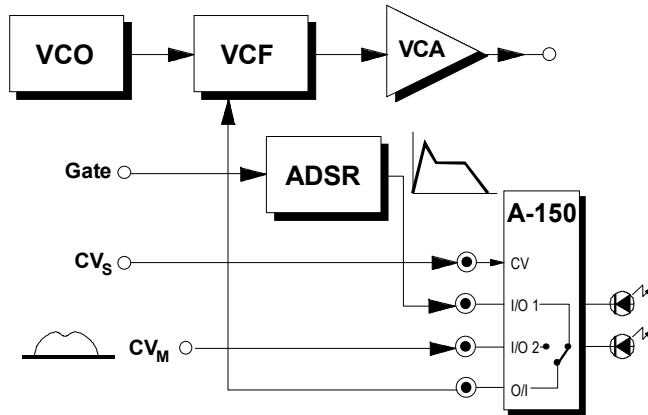 VCO
VCF
VCA
Gate
ADSR
A-150
CVS
CV
I/O 1
CVM
I/O 2
O/I